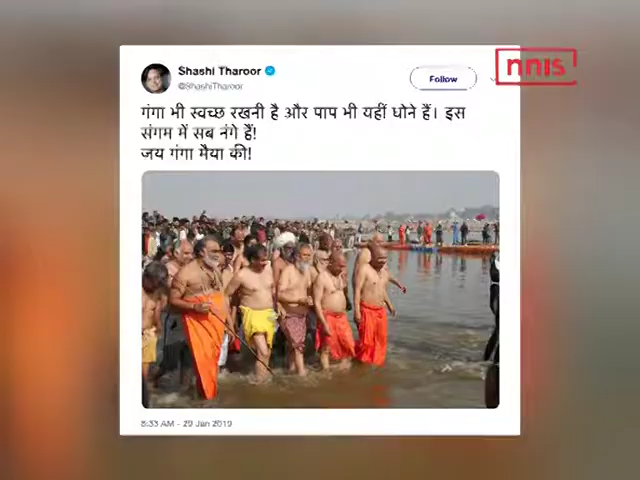 Shashi Tharoor
@ShashiTharoor
Follow
nnis
गंगा भी स्वच्छ रखनी है और पाप भी यहीं धोने हैं। इस
संगम में सब नंगे हैं!
जय गंगा मैया की!
8:33 AM - 29 Jan 2019